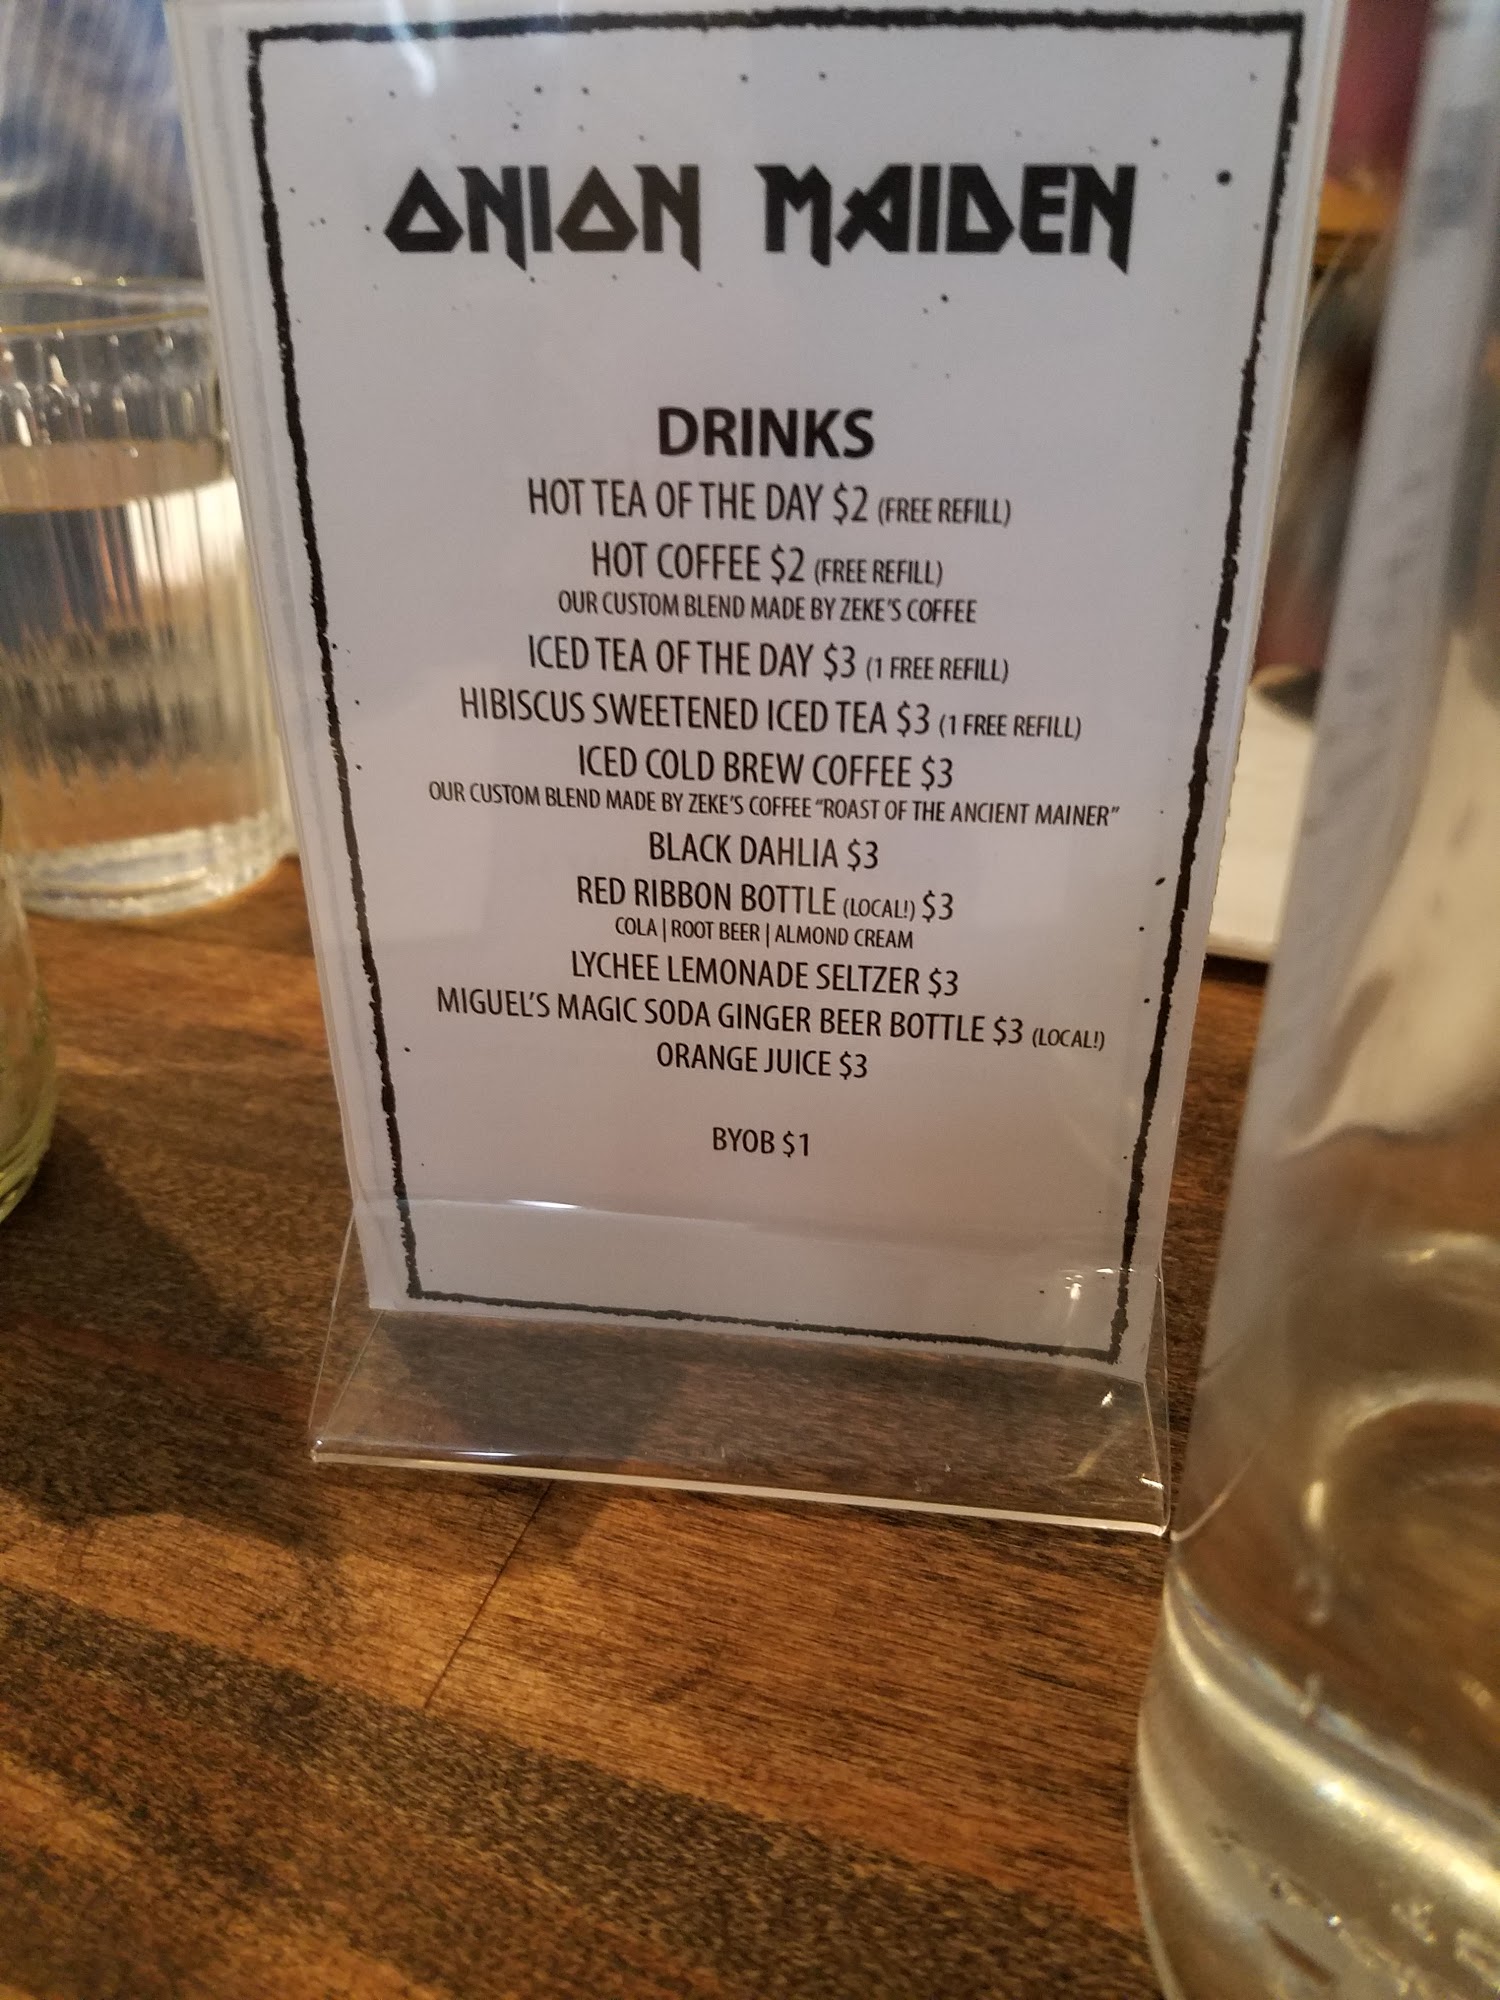 ONION MAIDEN
DRINKS
HOT TEA OF THE DAY $2 (FREE REFILL)
HOT COFFEE $2 (FREE REFILL)
OUR CUSTOM BLEND MADE BY ZEKE'S COFFEE
ICED TEA OF THE DAY $3 (1 FREE REFILL)
HIBISCUS SWEETENED ICED TEA $3 (1 FREE REFILL)
ICED COLD BREW COFFEE $3
OUR CUSTOM BLEND MADE BY ZEKE'S COFFEE "ROAST OF THE ANCIENT MAINER"
BLACK DAHLIA $3
RED RIBBON BOTTLE (LOCAL!) $3
COLA | ROOT BEER | ALMOND CREAM
LYCHEE LEMONADE SELTZER $3
MIGUEL'S MAGIC SODA GINGER BEER BOTTLE $3 (LOCAL!)
ORANGE JUICE $3
BYOB $1